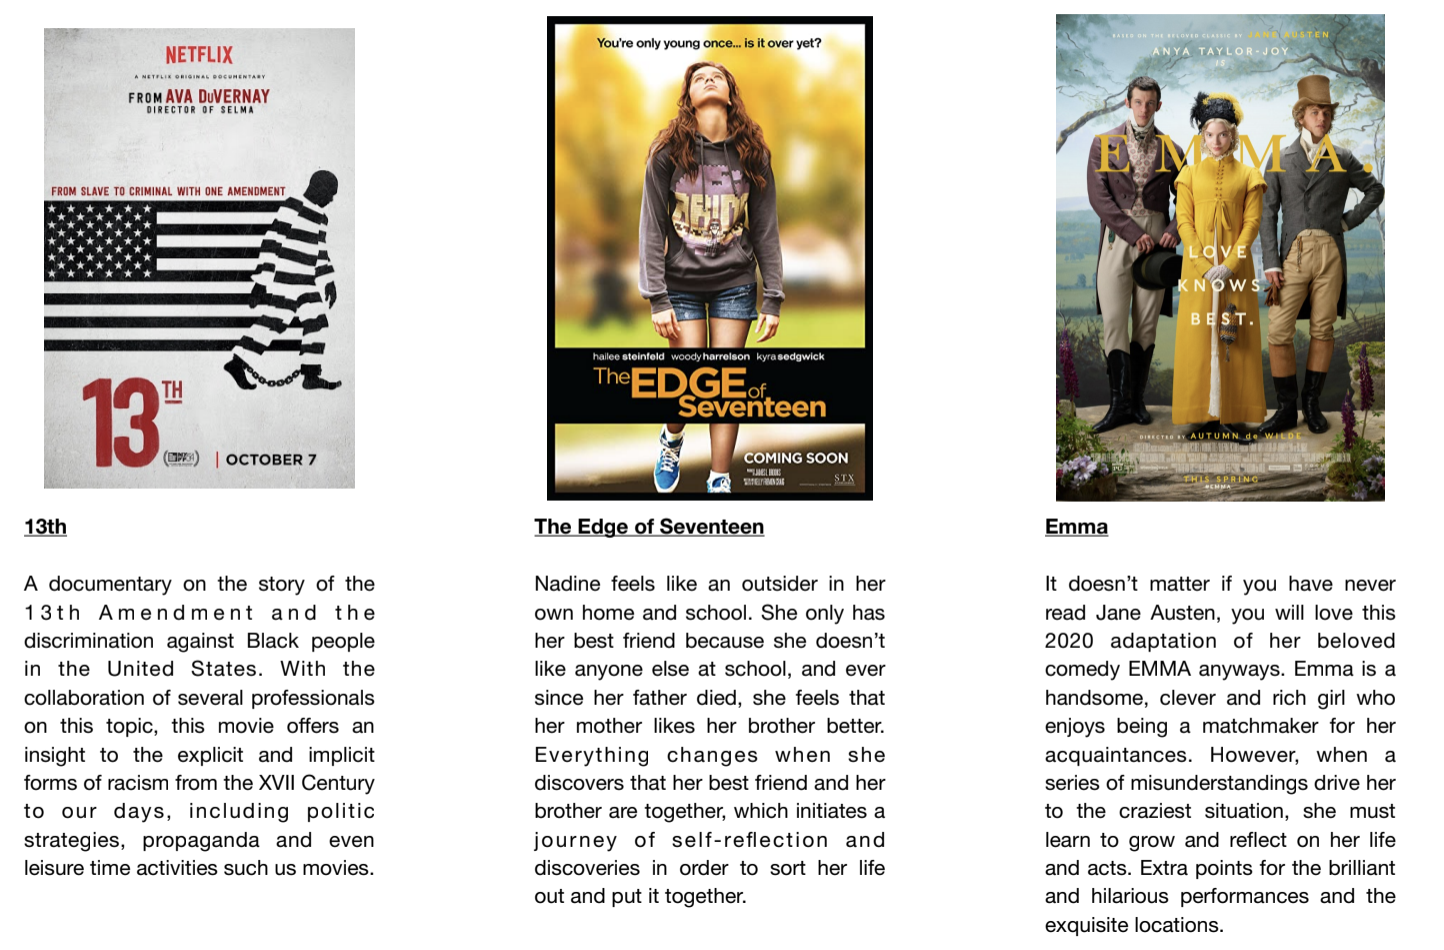 NETFLIX
A NETFLIX ORIGINAL DOCUMENTARY
FROM AVA DuVERNAY
DIRECTOR OF SELMA
FROM SLAVE TO CRIMINAL WITH ONE AMENDMENT
13TH
OCTOBER 7
You're only young once... is it over yet?
hailee steinfeld woody harrelson kyra sedgwick
The EDGE of
Seventeen
COMING SOON
STX
BASED ON THE BELOVED CLASSIC BY JANE AUSTEN
ANYA TAYLOR-JOY
IS
EMMA.
LOVE
KNOWS
BEST.
DIRECTED BY AUTUMN de WILDE
THIS SPRING
#EMMA
13th
A documentary on the story of the
13th Amendment and the
discrimination against Black people
in the United States. With the
collaboration of several professionals
on this topic, this movie offers an
insight to the explicit and implicit
forms of racism from the XVII Century
to our days, including politic
strategies, propaganda and even
leisure time activities such us movies.
The Edge of Seventeen
Nadine feels like an outsider in her
own home and school. She only has
her best friend because she doesn't
like anyone else at school, and ever
since her father died, she feels that
her mother likes her brother better.
Everything changes when she
discovers that her best friend and her
brother are together, which initiates a
journey of self-reflection and
discoveries in order to sort her life
out and put it together.
Emma
It doesn't matter if you have never
read Jane Austen, you will love this
2020 adaptation of her beloved
comedy EMMA anyways. Emma is a
handsome, clever and rich girl who
enjoys being a matchmaker for her
acquaintances. However, when a
series of misunderstandings drive her
to the craziest situation, she must
learn to grow and reflect on her life
and acts. Extra points for the brilliant
and hilarious performances and the
exquisite locations.